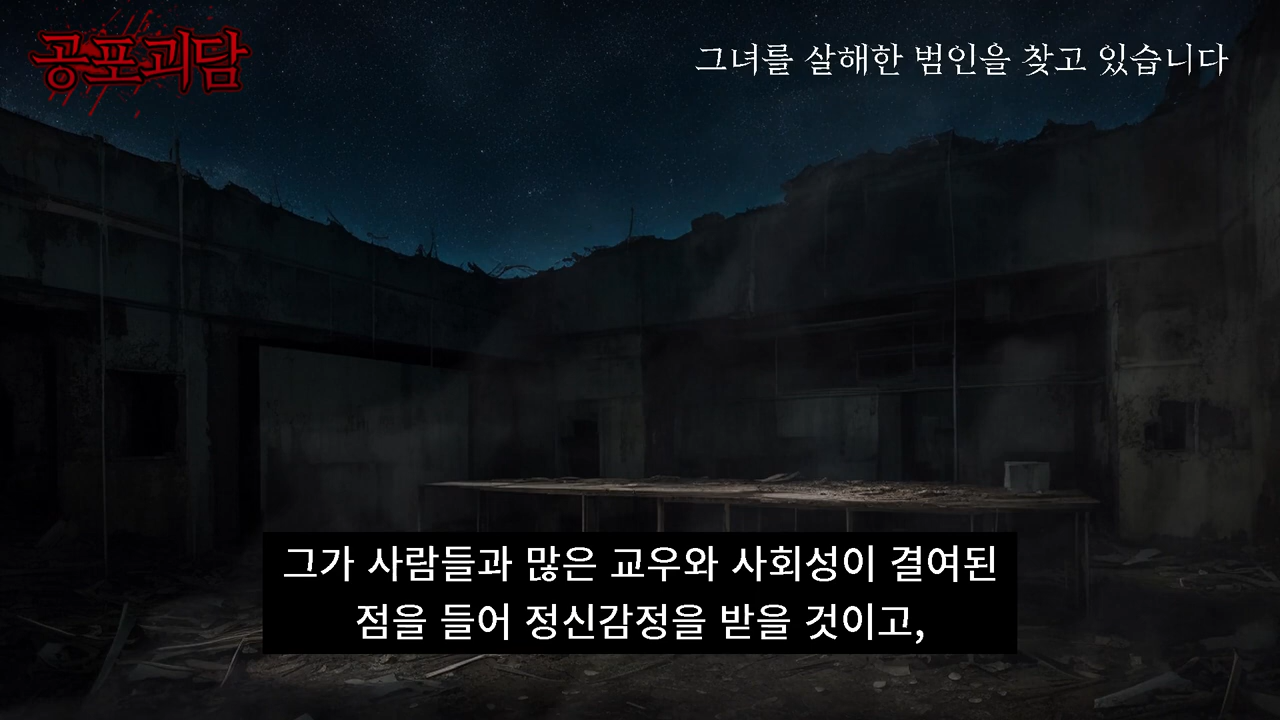 공포괴담
그녀를 살해한 범인을 찾고 있습니다
그가 사람들과 많은 교우와 사회성이 결여된
점을 들어 정신감정을 받을 것이고,